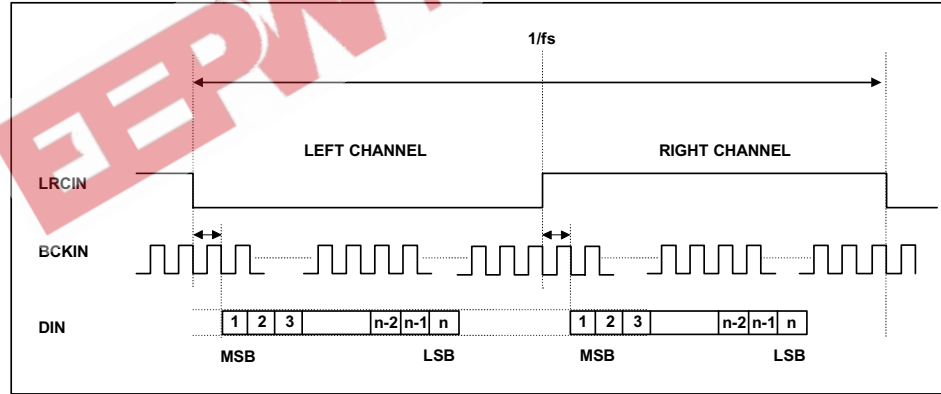 EEPW
1/fs
LEFT CHANNEL RIGHT CHANNEL
LRCIN
BCKIN
DIN
1 2 3 n-2 n-1 n 1 2 3 n-2 n-1 n
MSB LSB MSB LSB